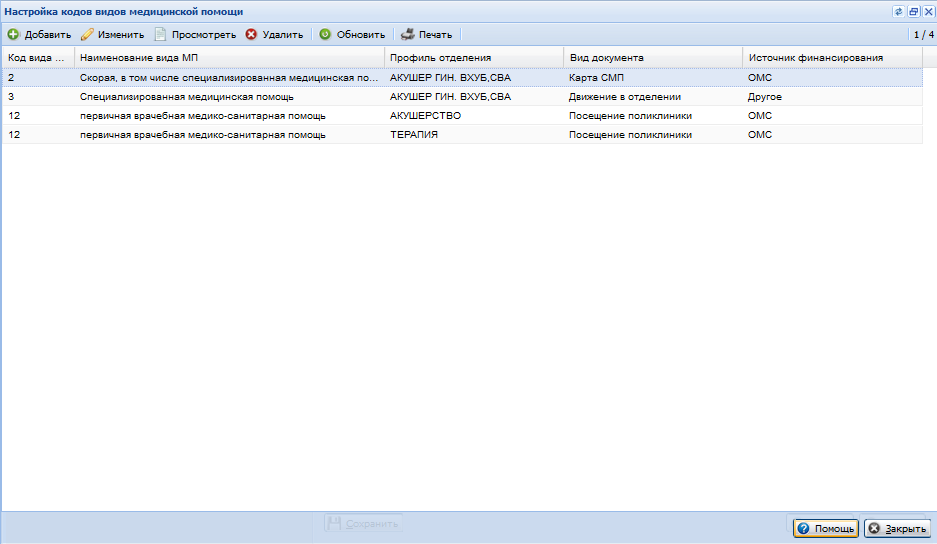 Настройка кодов видов медицинской помощи
Добавить Изменить Просмотреть Удалить Обновить Печать 1 / 4
Код вида ... Наименование вида МП Профиль отделения Вид документа Источник финансирования
2 Скорая, в том числе специализированная медицинская по... АКУШЕР ГИН. ВХУБ,СВА Карта СМП ОМС
3 Специализированная медицинская помощь АКУШЕР ГИН. ВХУБ,СВА Движение в отделении Другое
12 первичная врачебная медико-санитарная помощь АКУШЕРСТВО Посещение поликлиники ОМС
12 первичная врачебная медико-санитарная помощь ТЕРАПИЯ Посещение поликлиники ОМС
Сохранить Помощь Закрыть